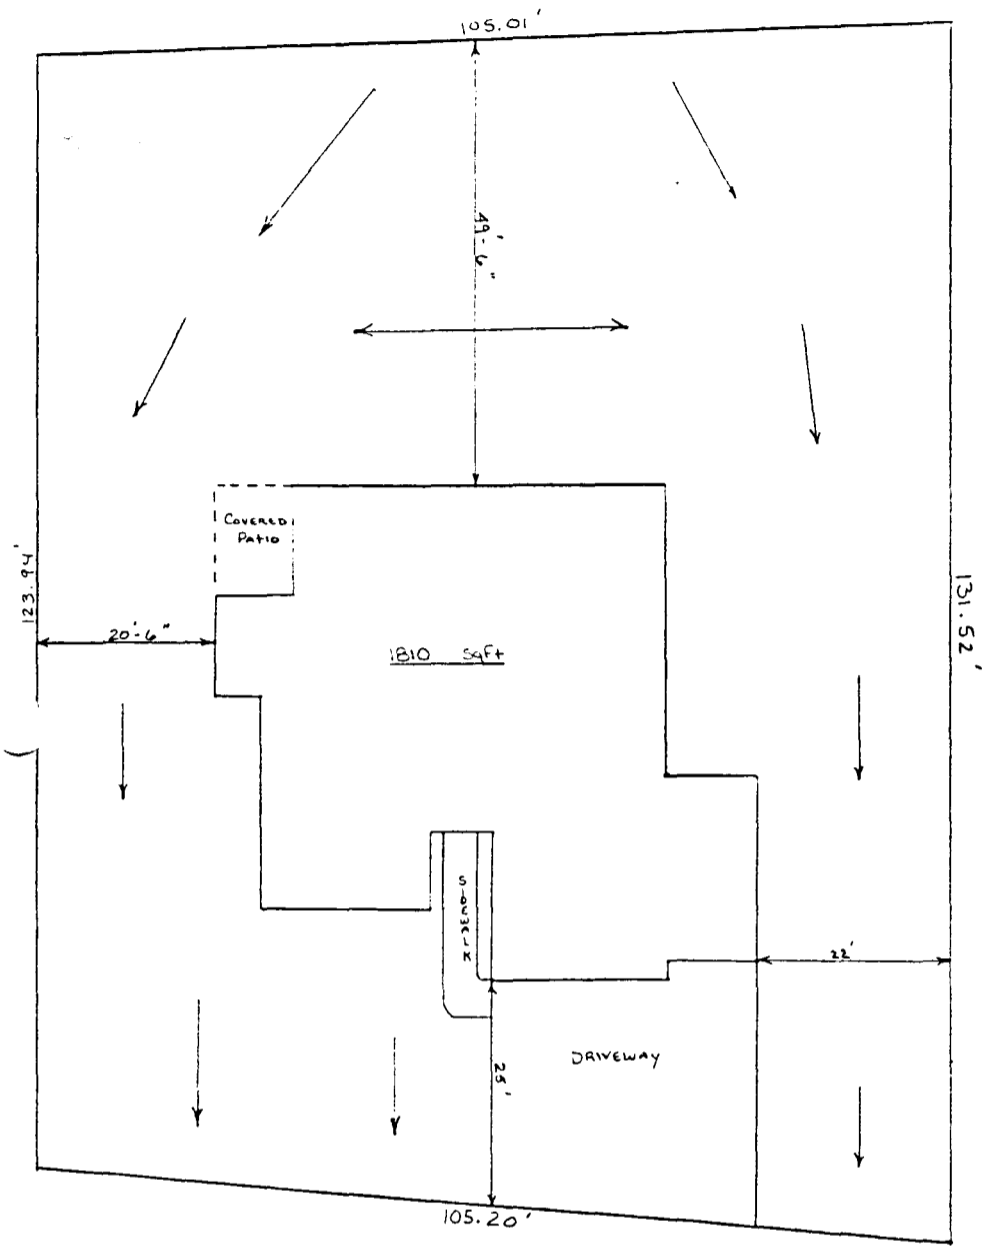 105.01'
49'-6"
COVERED
PATIO
123.94'
131.52'
20'-6"
1810 SqFt
SIDEWALK
22'
DRIVEWAY
25'
105.20'